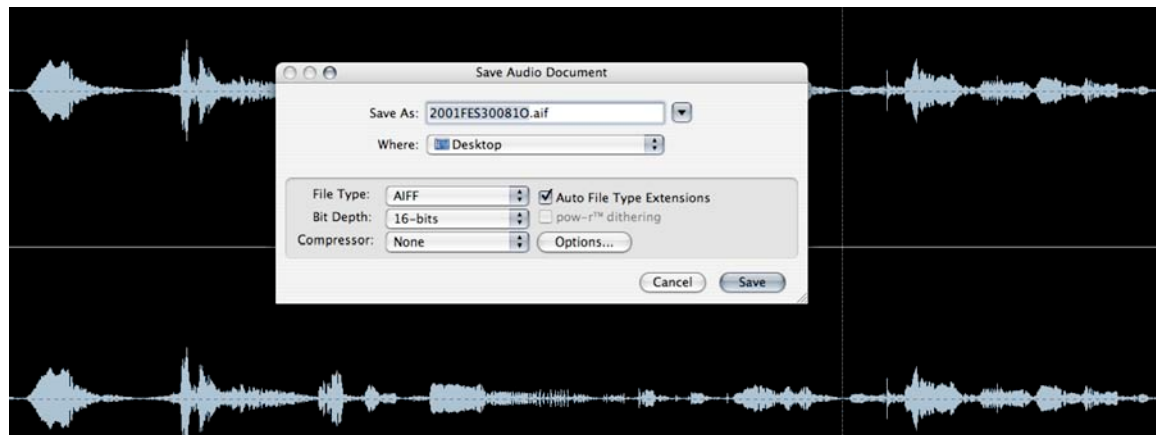 Save Audio Document
Save As: 2001FES30081O.aif
Where: Desktop
File Type: AIFF Auto File Type Extensions
Bit Depth: 16-bits pow-r™ dithering
Compressor: None Options...
Cancel Save